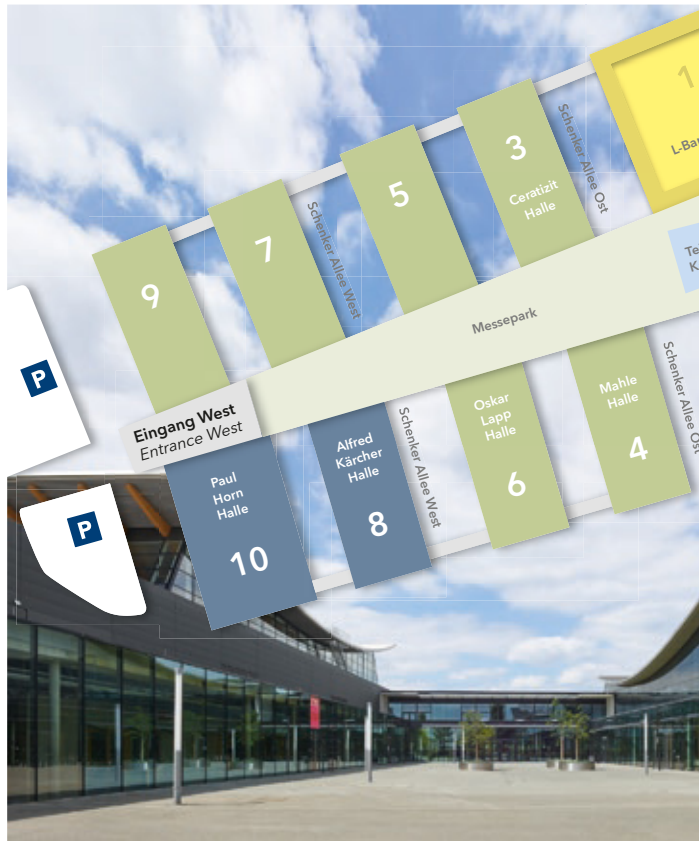 1
L-Ba
3
Ceratizit
Halle
Schenker Allee Ost
5
7
Schenker Allee West
9
Te
K
Messepark
P
Eingang West
Entrance West
Mahle
Halle
4
Schenker Allee Ost
Oskar
Lapp
Halle
6
Alfred
Kärcher
Halle
8
Schenker Allee West
Paul
Horn
Halle
10
P